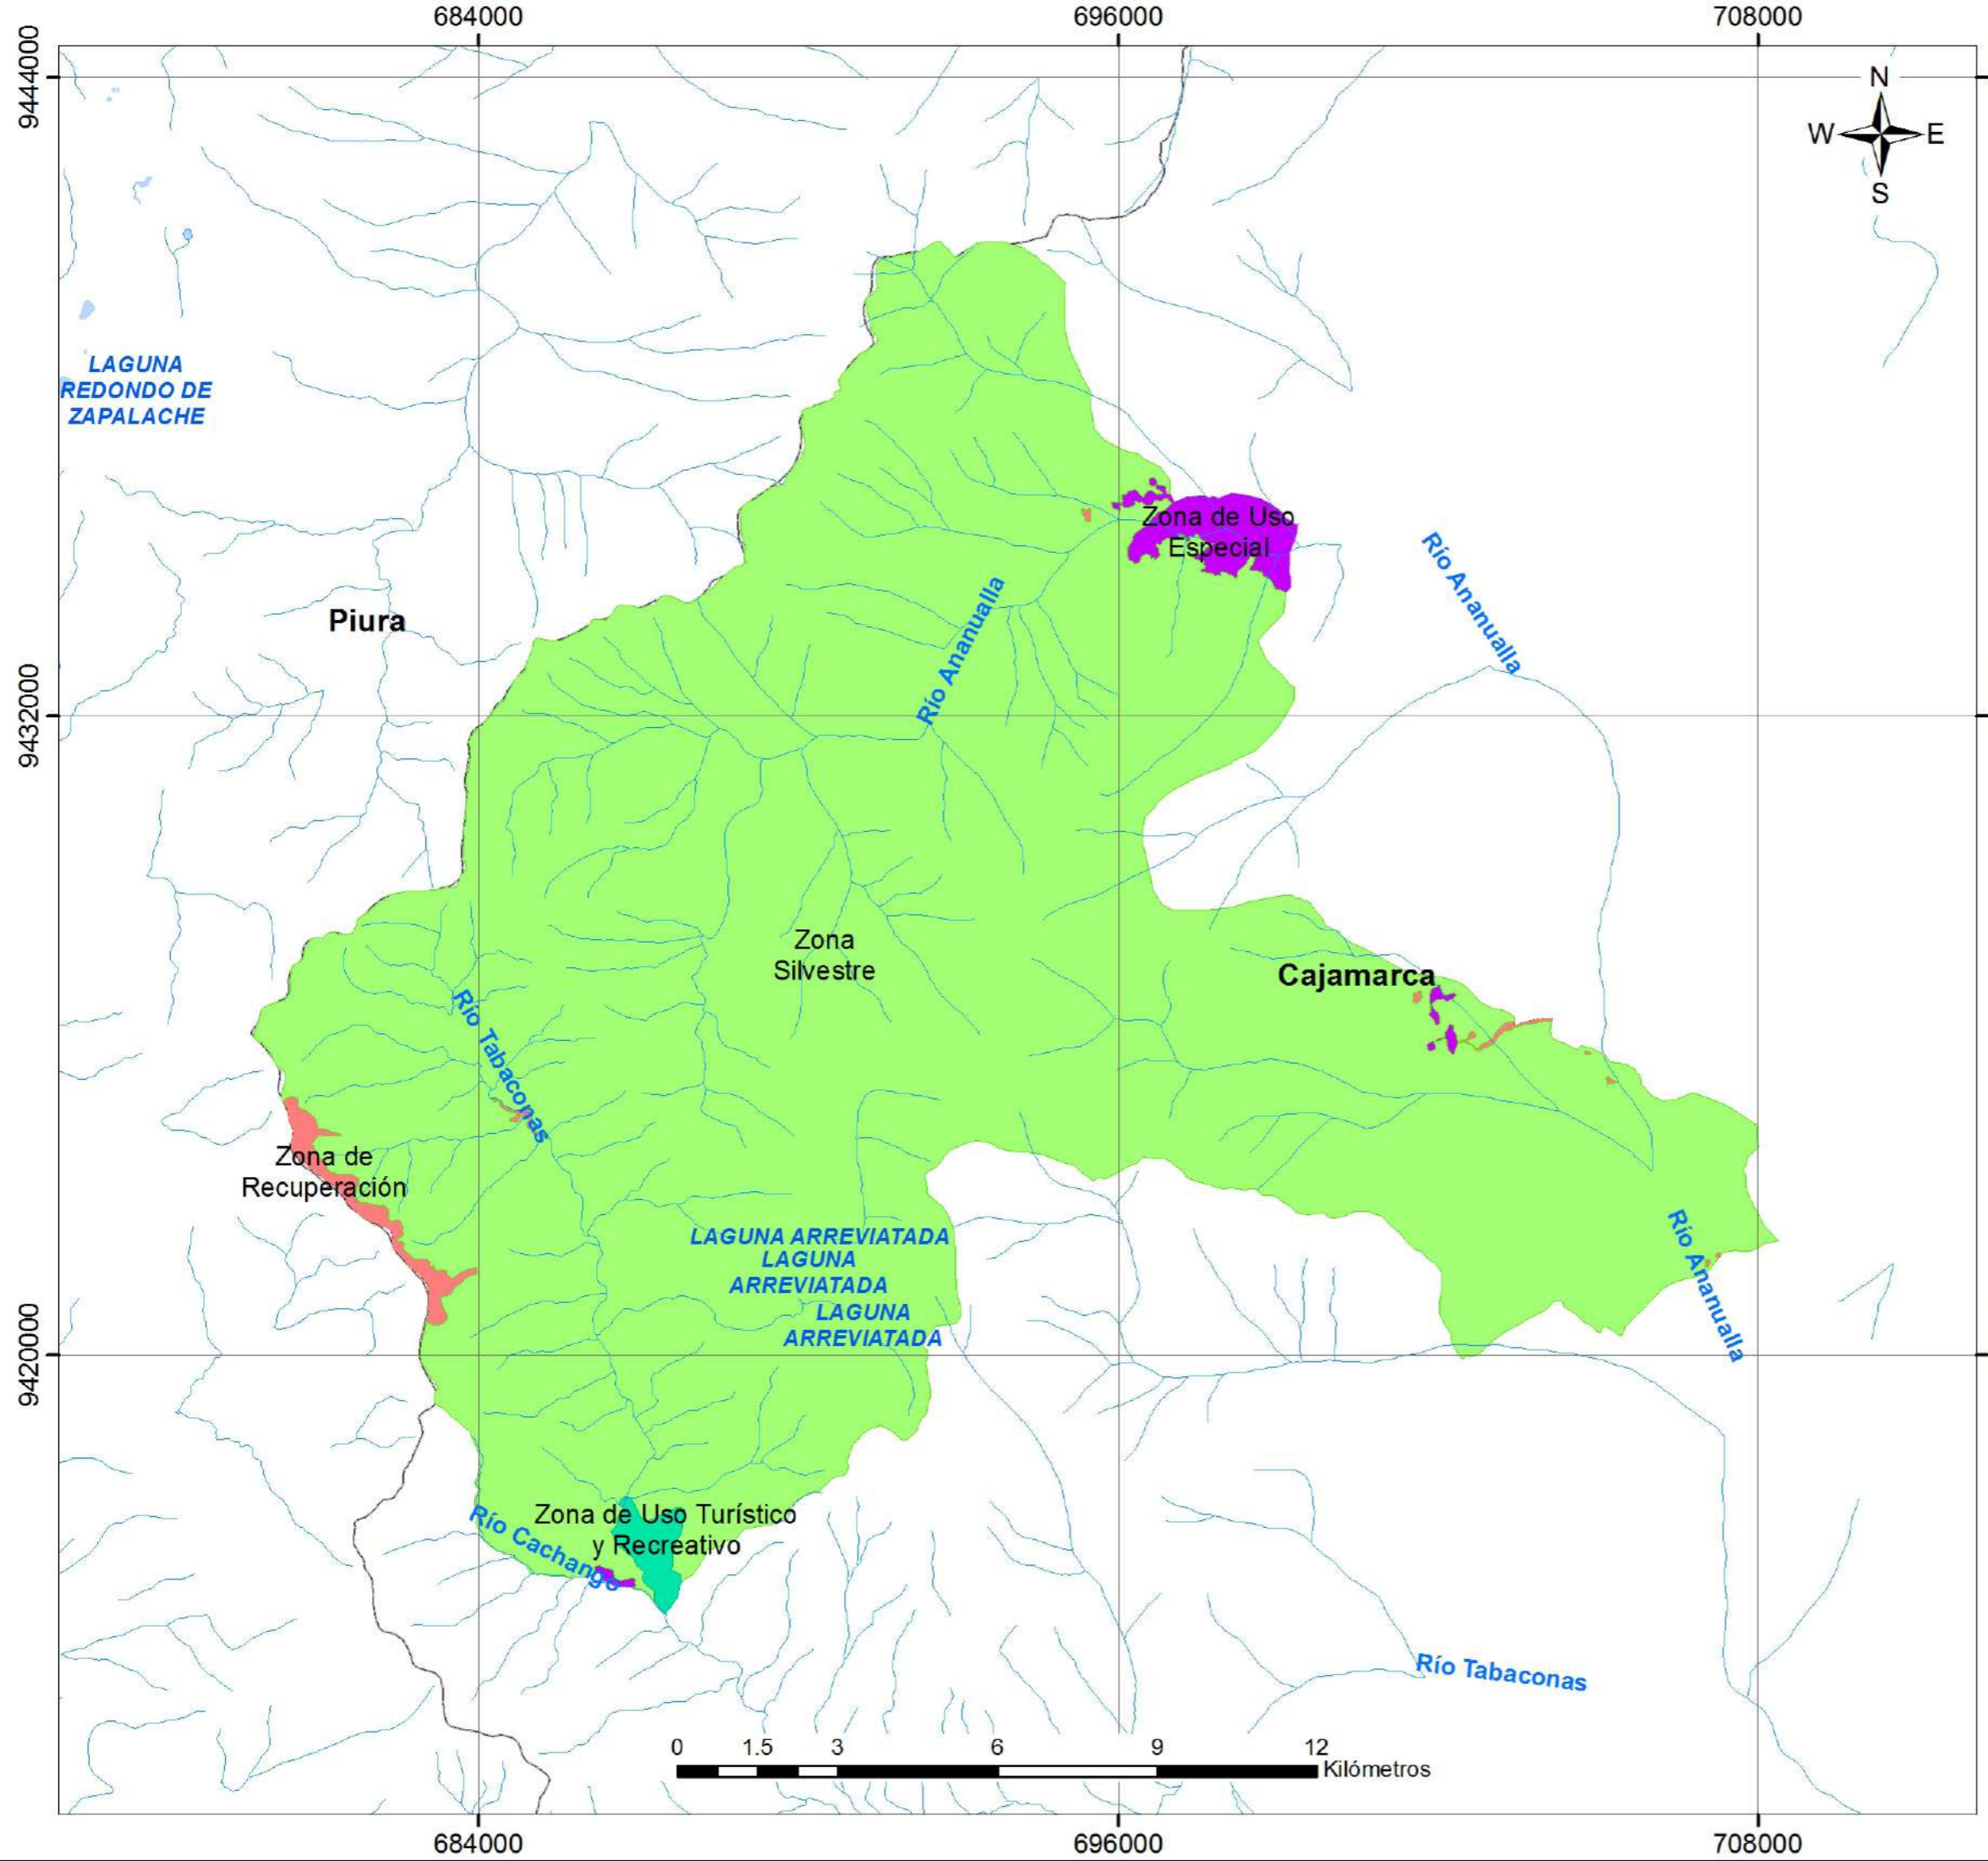 684000
696000
708000
9444000
N
W
E
S
LAGUNA
REDONDO DE
ZAPALACHE
Zona de Uso
Especial
Río Ananualla
Río Ananualla
Piura
9432000
Zona
Silvestre
Cajamarca
Río Tabaconas
Zona de
Recuperación
LAGUNA ARREVIATADA
LAGUNA
ARREVIATADA
LAGUNA
ARREVIATADA
Río Ananualla
9420000
Zona de Uso Turístico
y Recreativo
Río Cachango
Río Tabaconas
0 1.5 3 6 9 12
Kilómetros
684000
696000
708000